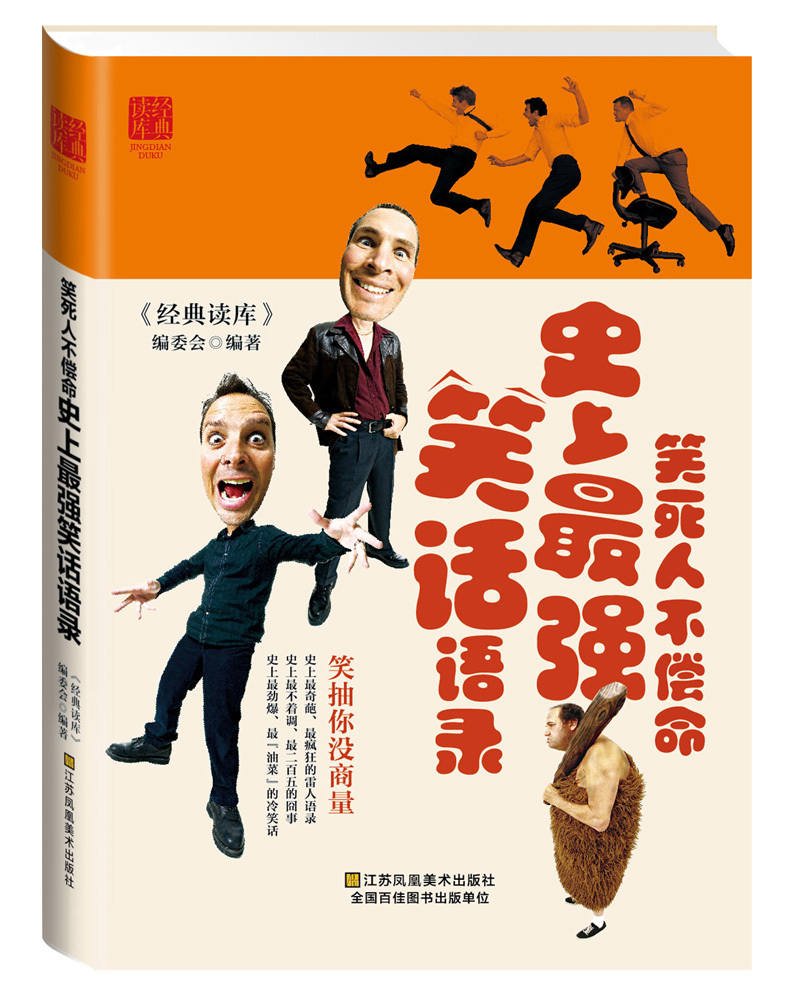 经典
读库
JINGDIAN
DUKU
笑死人不偿命史上最强笑话语录
《经典读库》
编委会◎编著
江苏凤凰美术出版社
经典
读库
JINGDIAN
DUKU
《经典读库》
编委会◎编著
笑死人不偿命
史上最强
笑话
语录
笑抽你没商量
史上最奇葩、最疯狂的雷人语录
史上最不着调、最二百五的囧事
史上最劲爆、最『油菜』的冷笑话
江苏凤凰美术出版社
全国百佳图书出版单位